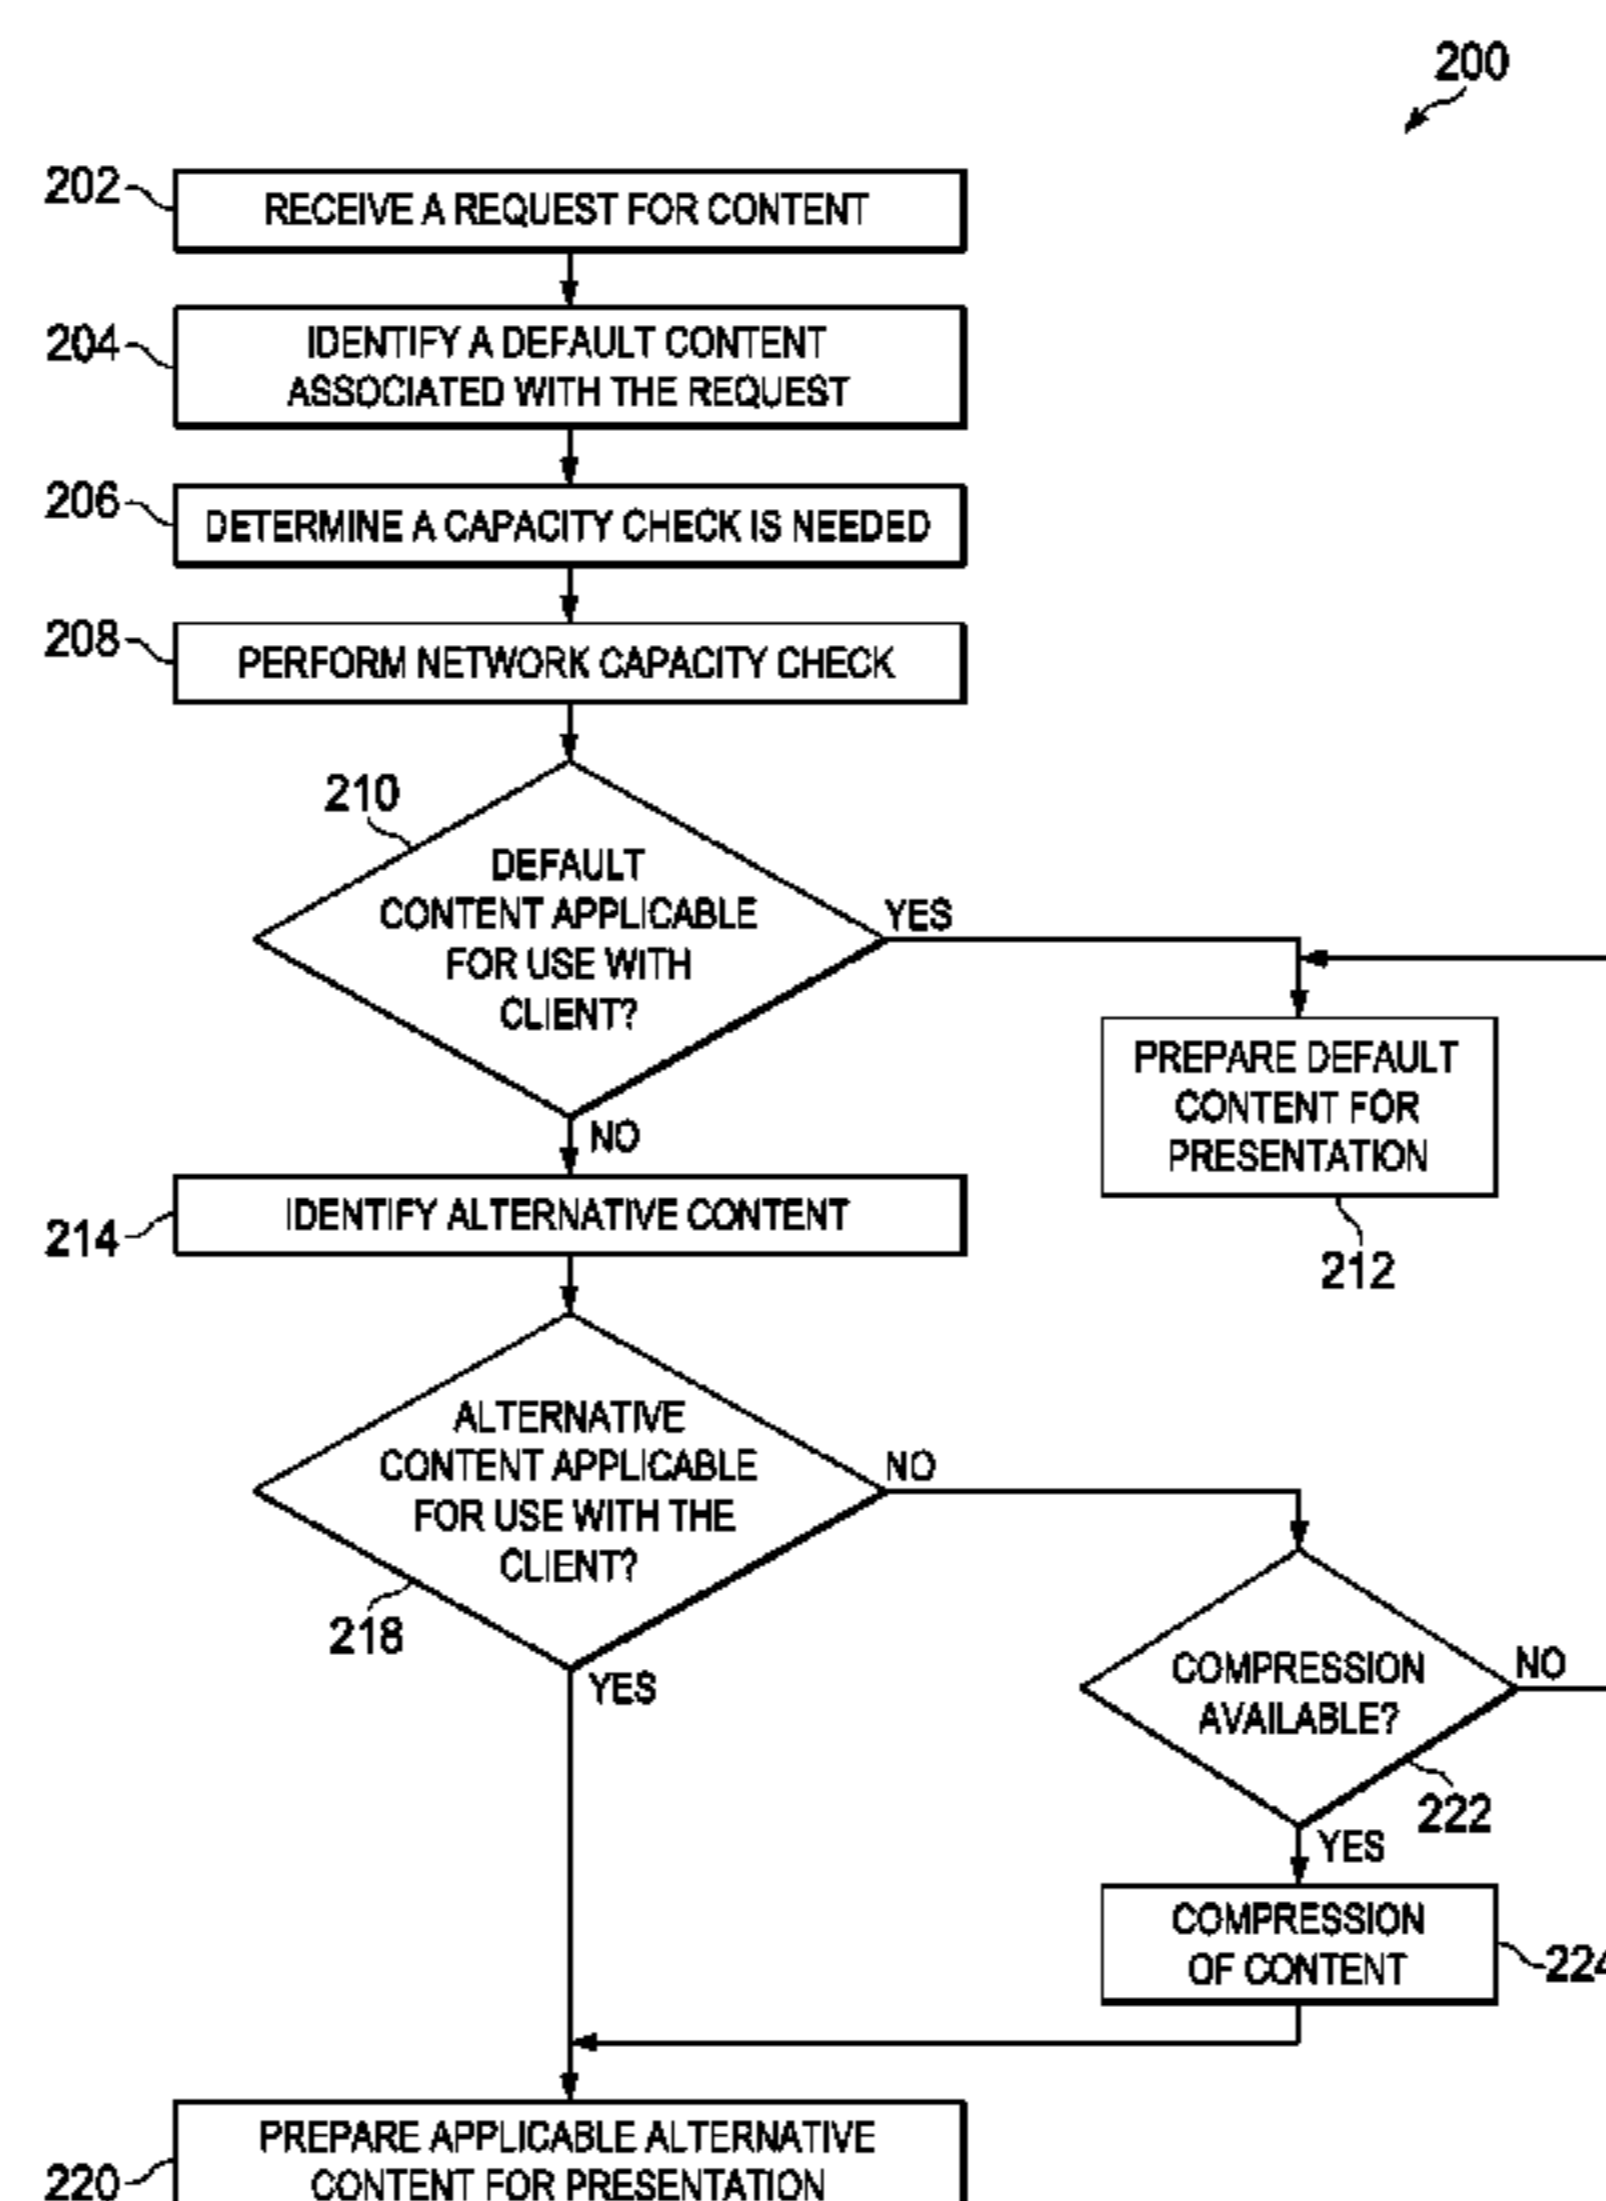 200
202
RECEIVE A REQUEST FOR CONTENT
204
IDENTIFY A DEFAULT CONTENT
ASSOCIATED WITH THE REQUEST
206
DETERMINE A CAPACITY CHECK IS NEEDED
208
PERFORM NETWORK CAPACITY CHECK
210
DEFAULT
CONTENT APPLICABLE
FOR USE WITH
CLIENT?
YES
NO
PREPARE DEFAULT
CONTENT FOR
PRESENTATION
212
214
IDENTIFY ALTERNATIVE CONTENT
ALTERNATIVE
CONTENT APPLICABLE
FOR USE WITH THE
CLIENT?
218
NO
YES
COMPRESSION
AVAILABLE?
NO
222
YES
COMPRESSION
OF CONTENT
224
220
PREPARE APPLICABLE ALTERNATIVE
CONTENT FOR PRESENTATION